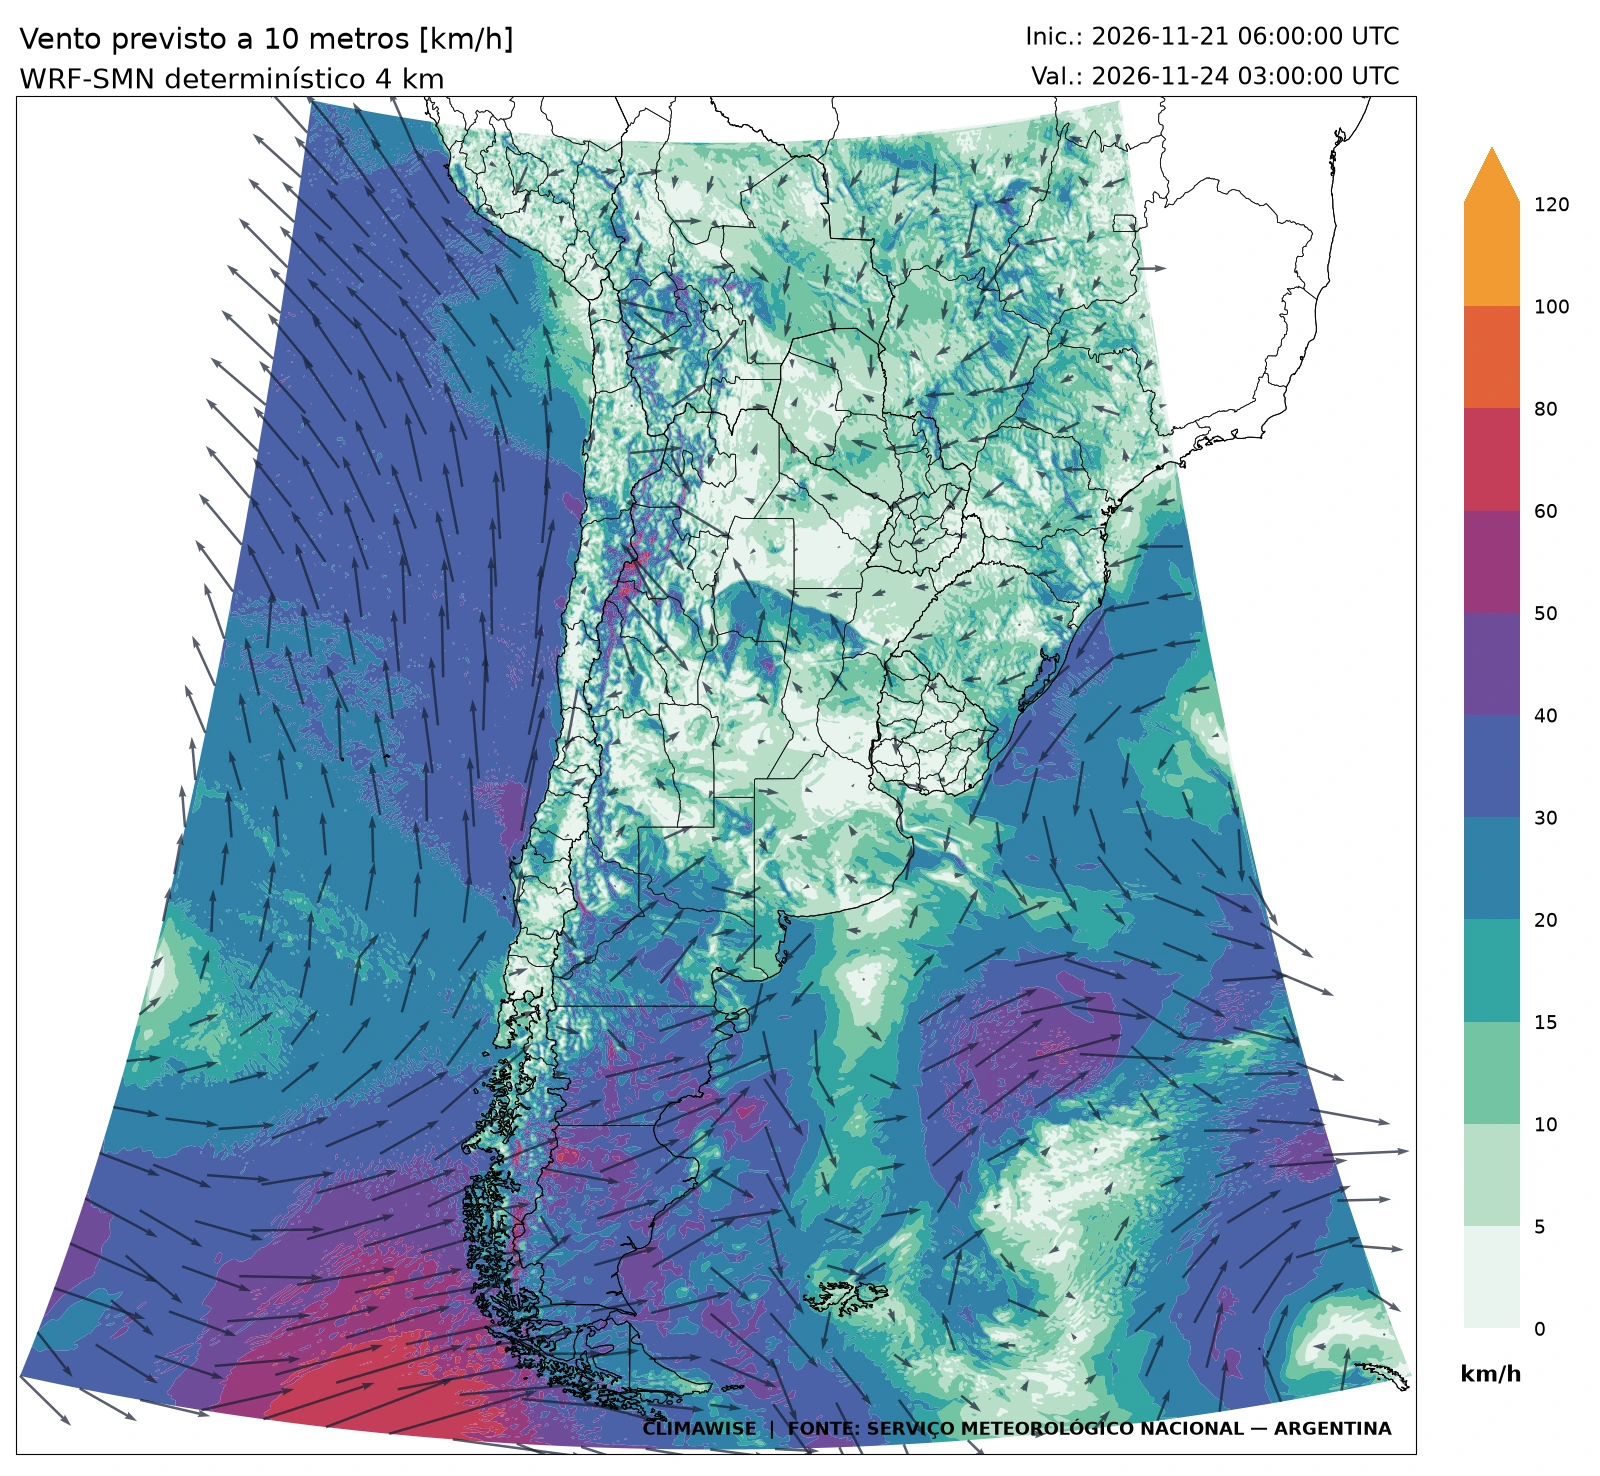 Vento previsto a 10 metros [km/h]
WRF-SMN determinístico 4 km
Inic.: 2026-11-21 06:00:00 UTC
Val.: 2026-11-24 03:00:00 UTC
120
100
80
60
50
40
30
20
15
10
5
0
km/h
CLIMAWISE | FONTE: SERVIÇO METEOROLÓGICO NACIONAL — ARGENTINA